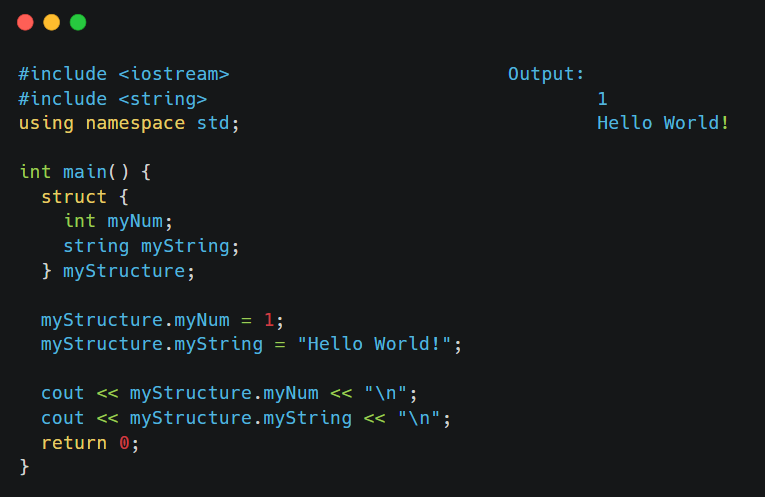 #include <iostream>
#include <string>
using namespace std;

int main() {
  struct {
    int myNum;
    string myString;
  } myStructure;

  myStructure.myNum = 1;
  myStructure.myString = "Hello World!";

  cout << myStructure.myNum << "\n";
  cout << myStructure.myString << "\n";
  return 0;
}
Output:
        1
        Hello World!